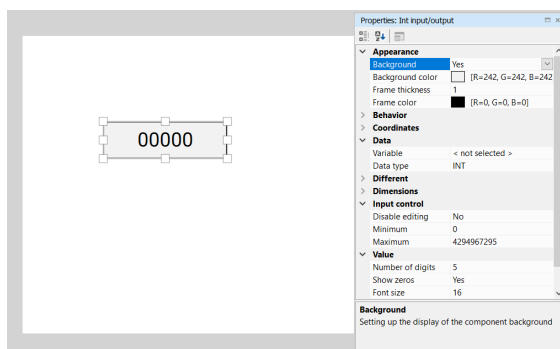 Properties: Int input/output
Appearance
Background Yes
Background color [R=242, G=242, B=242
Frame thickness 1
Frame color [R=0, G=0, B=0]
Behavior
Coordinates
Data
Variable < not selected >
Data type INT
Different
Dimensions
Input control
Disable editing No
Minimum 0
Maximum 4294967295
Value
Number of digits 5
Show zeros Yes
Font size 16
Background
Setting up the display of the component background
00000